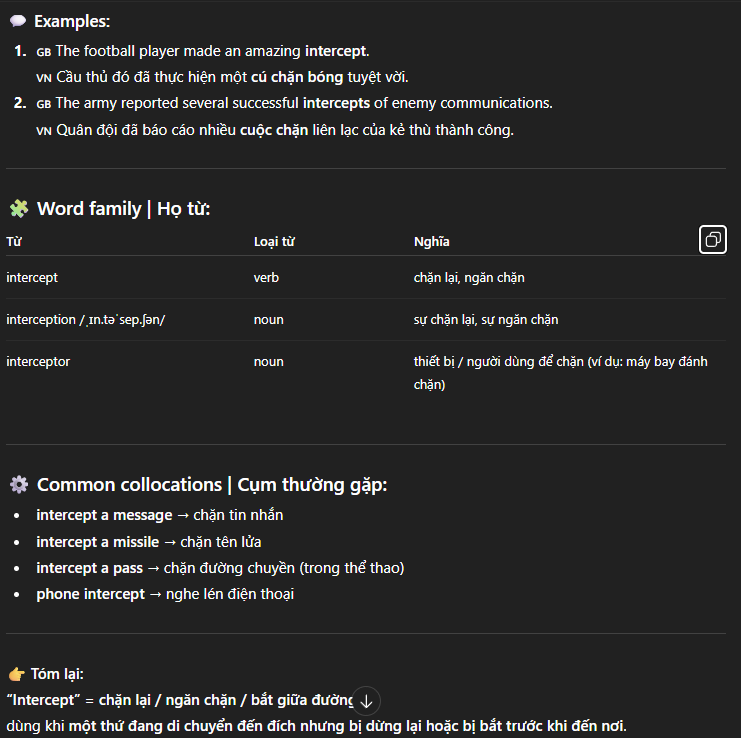 💬 Examples:
1. GB The football player made an amazing intercept.
VN Cầu thủ đó đã thực hiện một cú chặn bóng tuyệt vời.
2. GB The army reported several successful intercepts of enemy communications.
VN Quân đội đã báo cáo nhiều cuộc chặn liên lạc của kẻ thù thành công.
🧩 Word family | Họ từ:
Từ Loại từ Nghĩa
intercept verb chặn lại, ngăn chặn
interception /ˌɪn.təˈsep.ʃən/ noun sự chặn lại, sự ngăn chặn
interceptor noun thiết bị / người dùng để chặn (ví dụ: máy bay đánh
chặn)
⚙️ Common collocations | Cụm thường gặp:
• intercept a message → chặn tin nhắn
• intercept a missile → chặn tên lửa
• intercept a pass → chặn đường chuyền (trong thể thao)
• phone intercept → nghe lén điện thoại
👉 Tóm lại:
“Intercept” = chặn lại / ngăn chặn / bắt giữa đường
dùng khi một thứ đang di chuyển đến đích nhưng bị dừng lại hoặc bị bắt trước khi đến nơi.